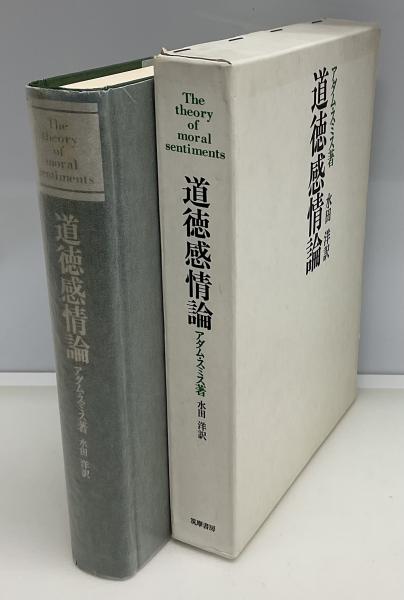 The
theory
of
moral
sentiments
道徳感情論
アダム・スミス著
水田 洋訳
The
theory
of
moral
sentiments
道徳感情論
アダム・スミス著
水田 洋訳
筑摩書房
アダム・スミス著
道徳感情論
水田 洋訳